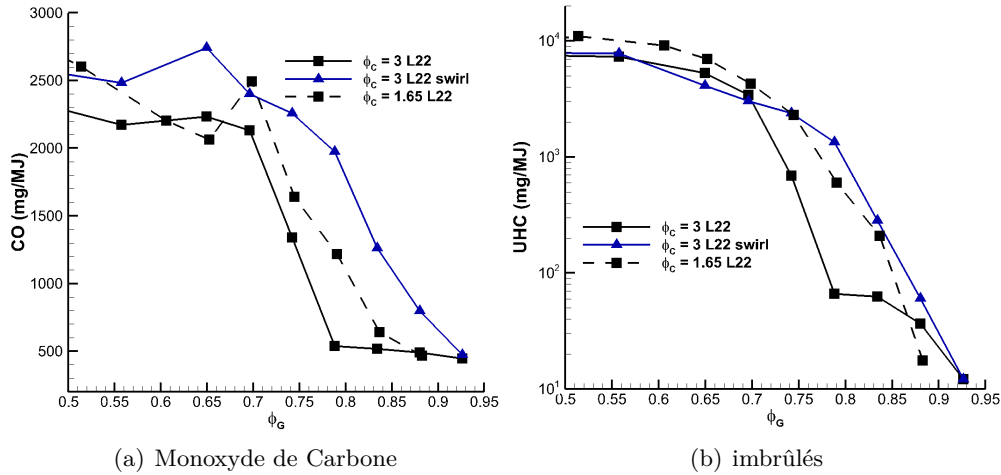 3000
2500
2000
1500
1000
500
CO (mg/MJ)
0.5 0.55 0.6 0.65 0.7 0.75 0.8 0.85 0.9 0.95
ϕG
ϕC = 3 L22
ϕC = 3 L22 swirl
ϕC = 1.65 L22
(a) Monoxyde de Carbone
10^4
10^3
10^2
10^1
UHC (mg/MJ)
ϕC = 3 L22
ϕC = 3 L22 swirl
ϕC = 1.65 L22
0.5 0.55 0.6 0.65 0.7 0.75 0.8 0.85 0.9 0.95
ϕG
(b) imbrûlés